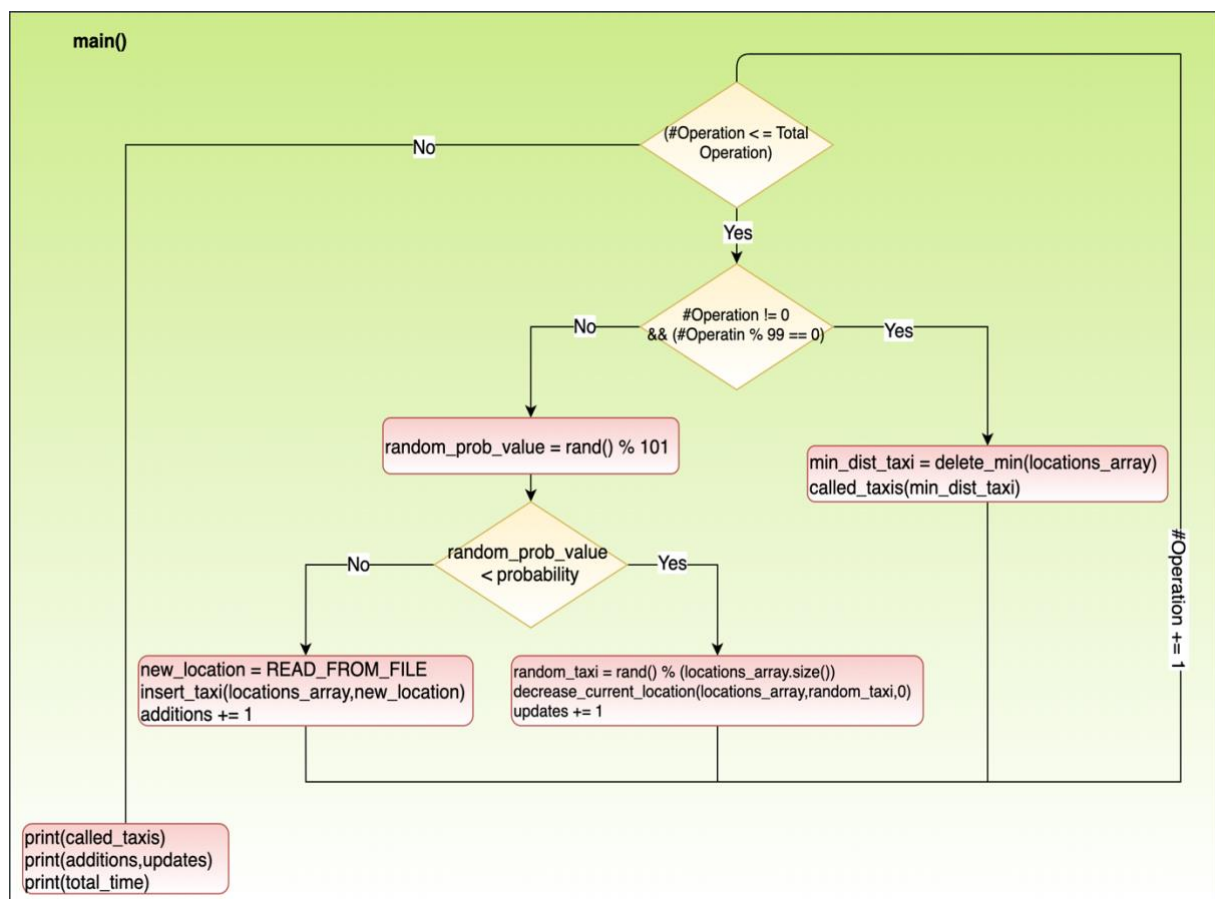 main()
(#Operation < = Total
Operation)
No
Yes
#Operation != 0
&& (#Operatin % 99 == 0)
No
Yes
random_prob_value = rand() % 101
min_dist_taxi = delete_min(locations_array)
called_taxis(min_dist_taxi)
random_prob_value
< probability
No
Yes
#Operation += 1
new_location = READ_FROM_FILE
insert_taxi(locations_array,new_location)
additions += 1
random_taxi = rand() % (locations_array.size())
decrease_current_location(locations_array,random_taxi,0)
updates += 1
print(called_taxis)
print(additions,updates)
print(total_time)